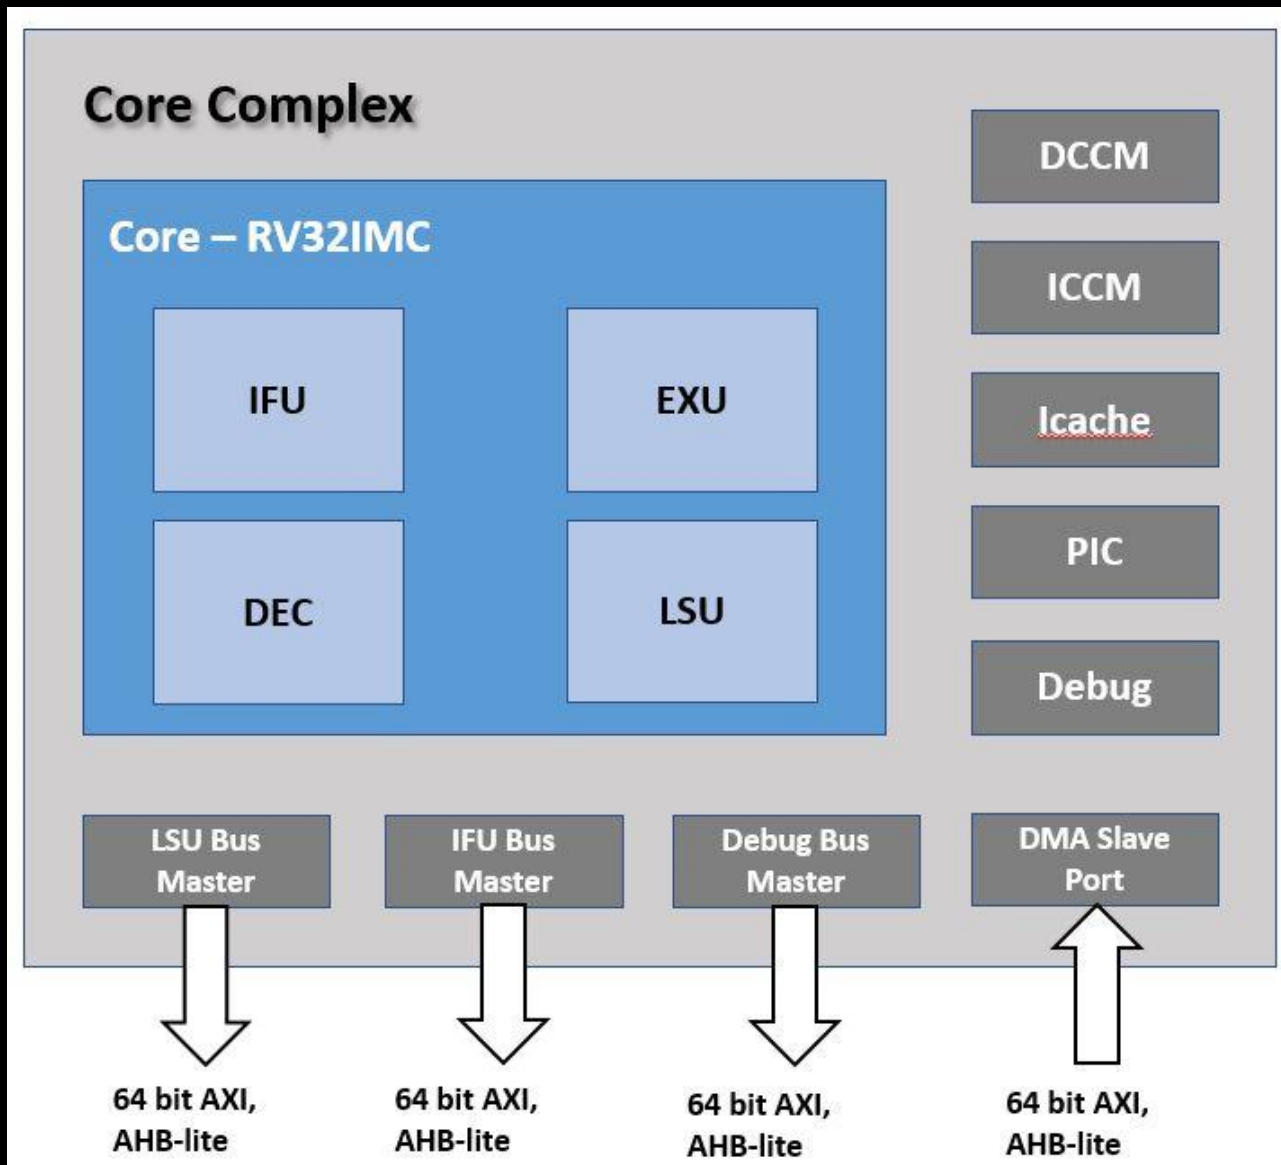 Core Complex
Core – RV32IMC
IFU
EXU
DEC
LSU
DCCM
ICCM
Icache
PIC
Debug
LSU Bus
Master
IFU Bus
Master
Debug Bus
Master
DMA Slave
Port
64 bit AXI,
AHB-lite
64 bit AXI,
AHB-lite
64 bit AXI,
AHB-lite
64 bit AXI,
AHB-lite